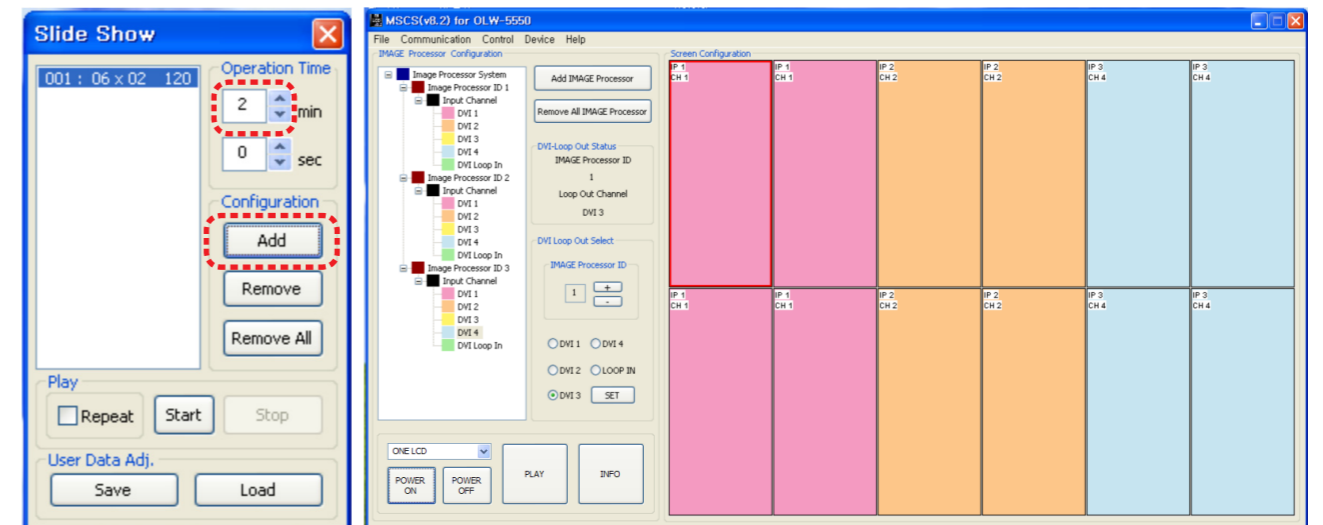 Slide Show
001 : 06 x 02 120
Operation Time
2 min
0 sec
Configuration
Add
Remove
Remove All
Play
Repeat Start Stop
User Data Adj.
Save Load
MSCS(v8.2) for OLW-5550
File Communication Control Device Help
IMAGE Processor Configuration
Image Processor System
Image Processor ID 1
Input Channel
DVI 1
DVI 2
DVI 3
DVI 4
DVI Loop In
Image Processor ID 2
Input Channel
DVI 1
DVI 2
DVI 3
DVI 4
DVI Loop In
Image Processor ID 3
Input Channel
DVI 1
DVI 2
DVI 3
DVI 4
DVI Loop In
Add IMAGE Processor
Remove All IMAGE Processor
DVI-Loop Out Status
IMAGE Processor ID
1
Loop Out Channel
DVI 3
DVI Loop Out Select
IMAGE Processor ID
1 + -
DVI 1 DVI 4
DVI 2 LOOP IN
DVI 3 SET
ONE LCD
POWER ON
POWER OFF
PLAY
INFO
Screen Configuration
IP 1 IP 1 IP 2 IP 2 IP 3 IP 3
CH 1 CH 1 CH 2 CH 2 CH 4 CH 4
IP 1 IP 1 IP 2 IP 2 IP 3 IP 3
CH 1 CH 1 CH 2 CH 2 CH 4 CH 4